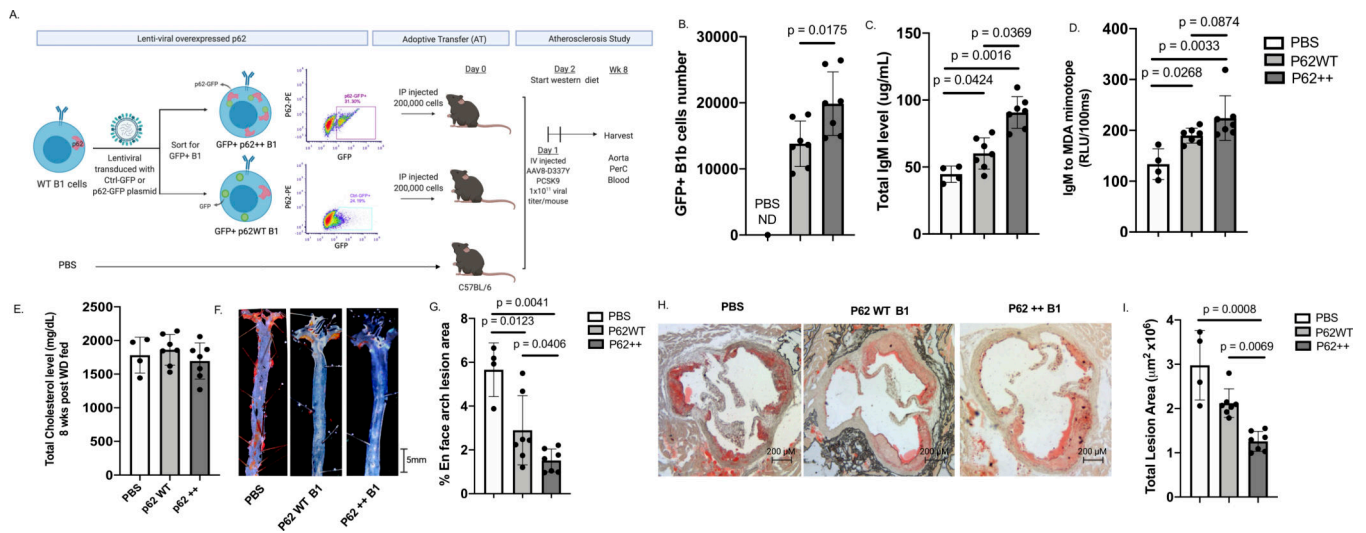 A.
Lenti-viral overexpressed p62
Adoptive Transfer (AT)
Atherosclerosis Study
p62-GFP
p62
WT B1 cells
Lentiviral
transduced with
Ctrl-GFP or
p62-GFP plasmid
Sort for
GFP+ B1
GFP+ p62++ B1
GFP
GFP+ p62WT B1
P62-PE
p62-GFP+
GFP
P62-PE
Ctrl-GFP+
GFP
IP injected
200,000 cells
IP injected
200,000 cells
PBS
Day 0
C57BL/6
Day 2
Start western diet
Wk 8
Day 1
IV injected
AAV8-D337Y
PCSK9
1x10¹¹ viral
titer/mouse
Harvest
Aorta
PerC
Blood
B.
GFP+ B1b cells number
30000
20000
10000
0
p = 0.0175
PBS
ND
C.
Total IgM level (ug/mL)
150
100
50
0
p = 0.0369
p = 0.0016
p = 0.0424
D.
IgM to MDA mimotope
(RLU/100ms)
400
300
200
100
0
p = 0.0874
p = 0.0033
p = 0.0268
PBS
P62WT
P62++
E.
Total Cholesterol level (mg/dL)
8 weeks post WD fed
2500
2000
1500
1000
500
0
PBS
p62 WT
p62 ++
F.
PBS
P62 WT B1
P62 ++ B1
5mm
G.
% En face arch lesion area
8
6
4
2
0
p = 0.0041
p = 0.0123
p = 0.0406
PBS
P62WT
P62++
H.
PBS
P62 WT B1
P62 ++ B1
200 µM
200 µM
200 µM
I.
Total Lesion Area (µm² x10⁶)
8
6
4
2
0
p = 0.0008
p = 0.0069
PBS
P62WT
P62++